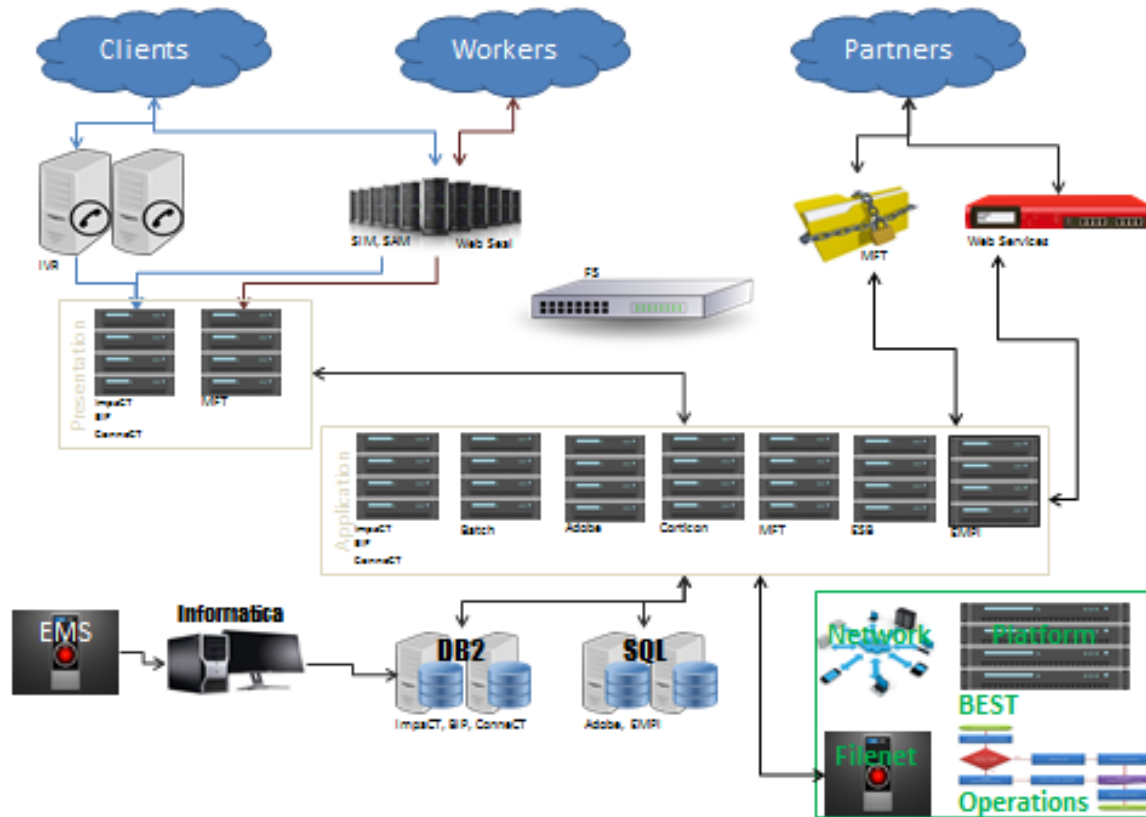 Clients
Workers
Partners
IVR
SIM, SAM
Web Seal
F5
MFT
Web Services
Presentation
ImpaCT
BIP
ConneCT
MFT
Application
ImpaCT
BIP
ConneCT
Batch
Adobe
Corticon
MFT
ESB
EMPI
EMS
Informatica
DB2
ImpaCT, BIP, ConneCT
SQL
Adobe, EMPI
Network
Platform
BEST
Filenet
Operations